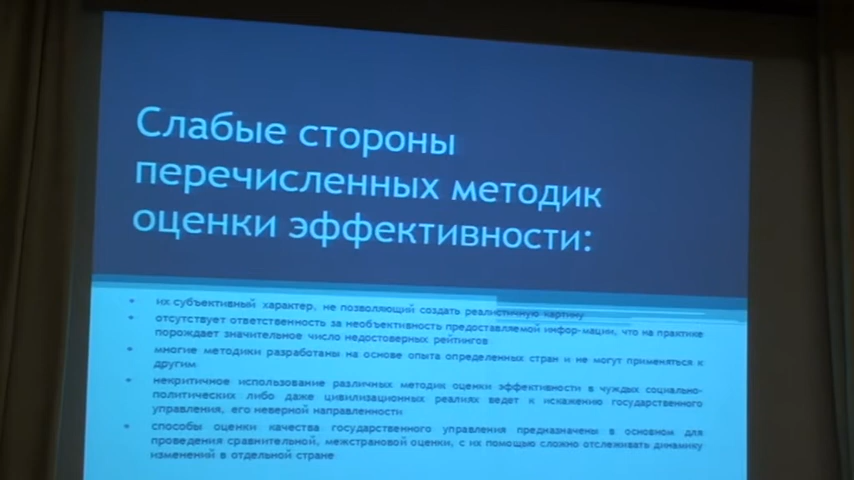 Слабые стороны
перечисленных методик
оценки эффективности:
• их субъективный характер, не позволяющий создать реалистичную картину
• отсутствует ответственность за необъективность предоставляемой инфор-мации, что на практике
порождает значительное число недостоверных рейтингов
• многие методики разработаны на основе опыта определенных стран и не могут применяться к
другим
• некритичное использование различных методик оценки эффективности в чуждых социально-
политических либо даже цивилизационных реалиях ведет к искажению государственного
управления, его неверной направленности
• способы оценки качества государственного управления предназначены в основном для
проведения сравнительной, межстрановой оценки, с их помощью сложно отслеживать динамику
изменений в отдельной стране